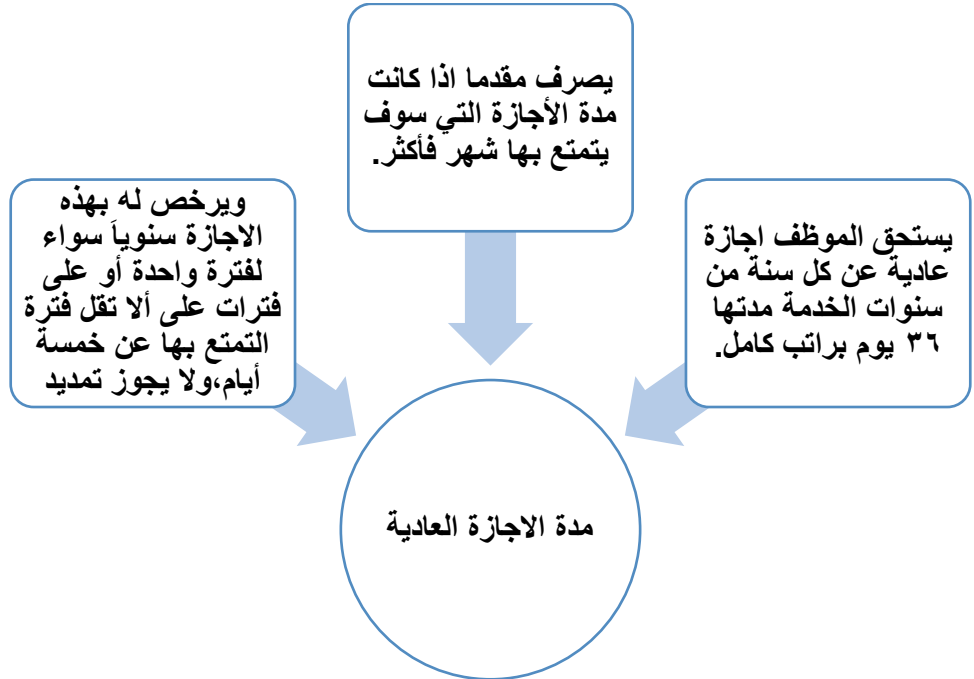 يستحق الموظف اجازة
عادية عن كل سنة من
سنوات الخدمة مدتها
٣٦ يوم براتب كامل.
يصرف مقدما اذا كانت
مدة الأجازة التي سوف
يتمتع بها شهر فأكثر.
ويرخص له بهذه
الاجازة سنوياَ سواء
لفترة واحدة أو على
فترات على ألا تقل فترة
التمتع بها عن خمسة
أيام،ولا يجوز تمديد
مدة الاجازة العادية